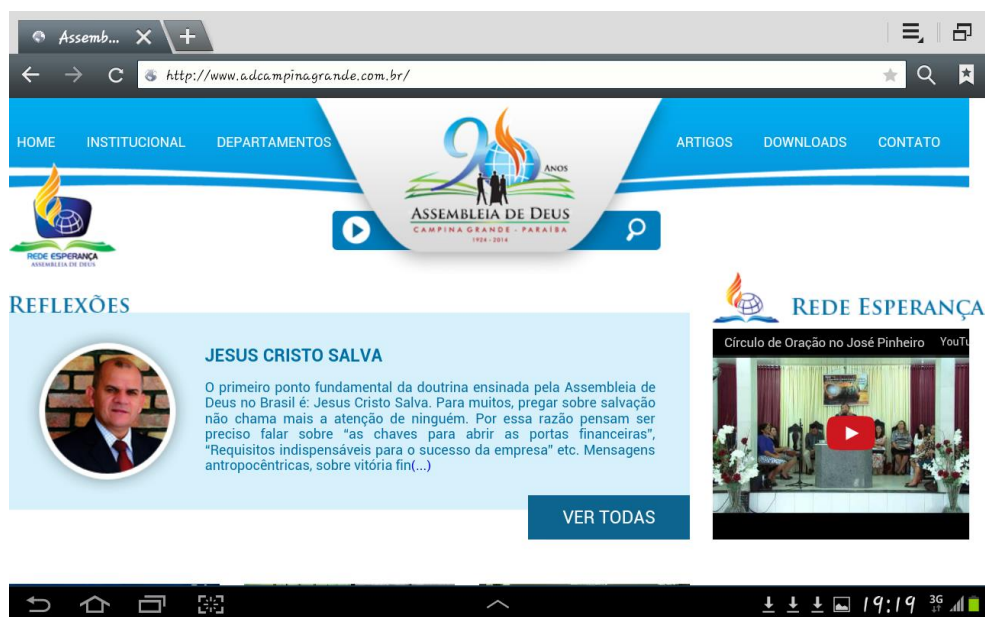 Assemb...
http://www.adcampinagrande.com.br/
HOME INSTITUCIONAL DEPARTAMENTOS ARTIGOS DOWNLOADS CONTATO
90 ANOS
ASSEMBLEIA DE DEUS
CAMPINA GRANDE - PARAÍBA
1924 - 2014
REDE ESPERANÇA
ASSEMBLEIA DE DEUS
REFLEXÕES
REDE ESPERANÇA
JESUS CRISTO SALVA
O primeiro ponto fundamental da doutrina ensinada pela Assembleia de
Deus no Brasil é: Jesus Cristo Salva. Para muitos, pregar sobre salvação
não chama mais a atenção de ninguém. Por essa razão pensam ser
preciso falar sobre “as chaves para abrir as portas financeiras”,
“Requisitos indispensáveis para o sucesso da empresa” etc. Mensagens
antropocêntricas, sobre vitória fin(...)
VER TODAS
Círculo de Oração no José Pinheiro YouTu
19:19 3G